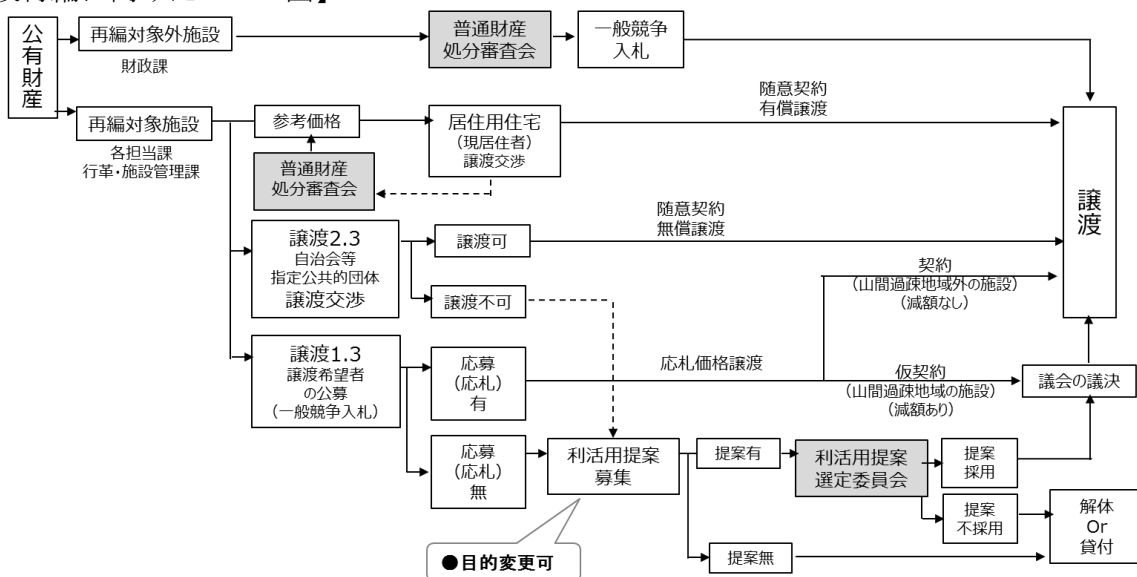 公有財産
再編対象外施設
財政課
普通財産
処分審査会
一般競争
入札
再編対象施設
各担当課
行革・施設管理課
参考価格
普通財産
処分審査会
居住用住宅
(現居住者)
譲渡交渉
随意契約
有償譲渡
譲渡
譲渡2.3
自治会等
指定公共的団体
譲渡交渉
譲渡可
随意契約
無償譲渡
譲渡不可
契約
(山間過疎地域外の施設)
(減額なし)
譲渡1.3
譲渡希望者
の公募
(一般競争入札)
応募
(応札)
有
応札価格譲渡
仮契約
(山間過疎地域の施設)
(減額あり)
議会の議決
応募
(応札)
無
利活用提案
募集
●目的変更可
提案有
利活用提案
選定委員会
提案
採用
提案
不採用
提案無
解体
Or
貸付